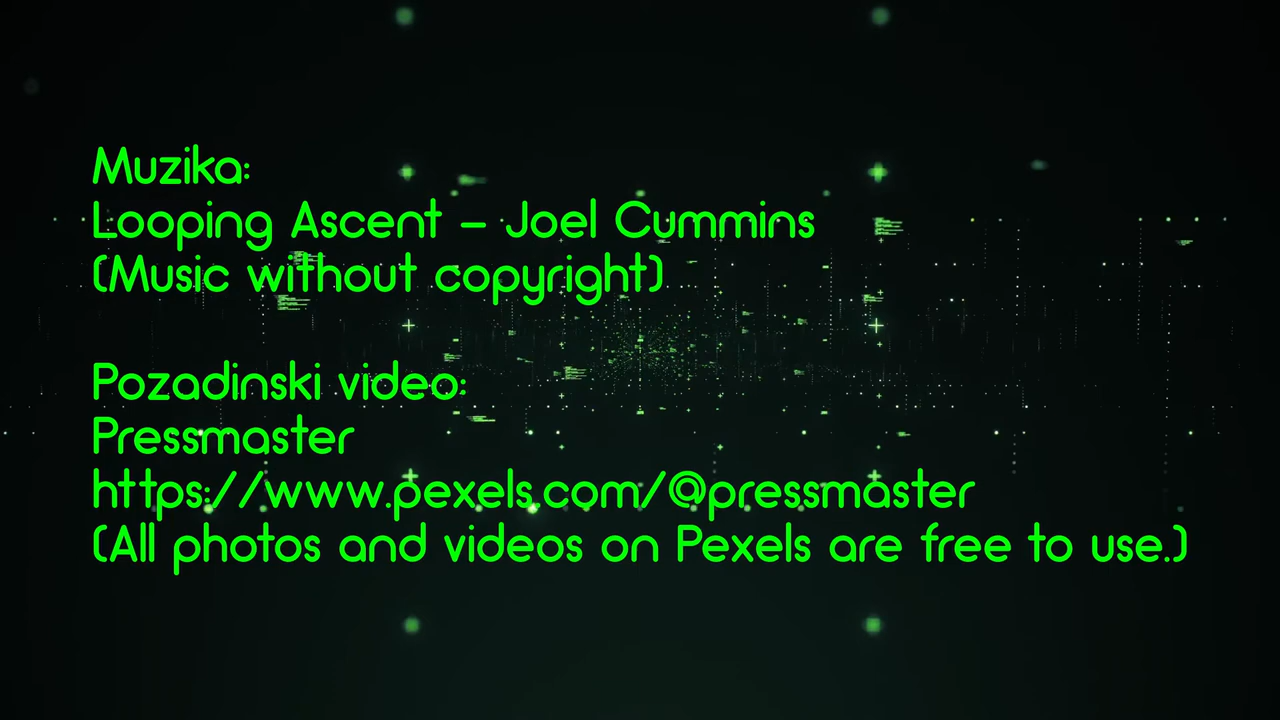 Muzika:
Looping Ascent – Joel Cummins
(Music without copyright)
Pozadinski video:
Pressmaster
https://www.pexels.com/@pressmaster
(All photos and videos on Pexels are free to use.)